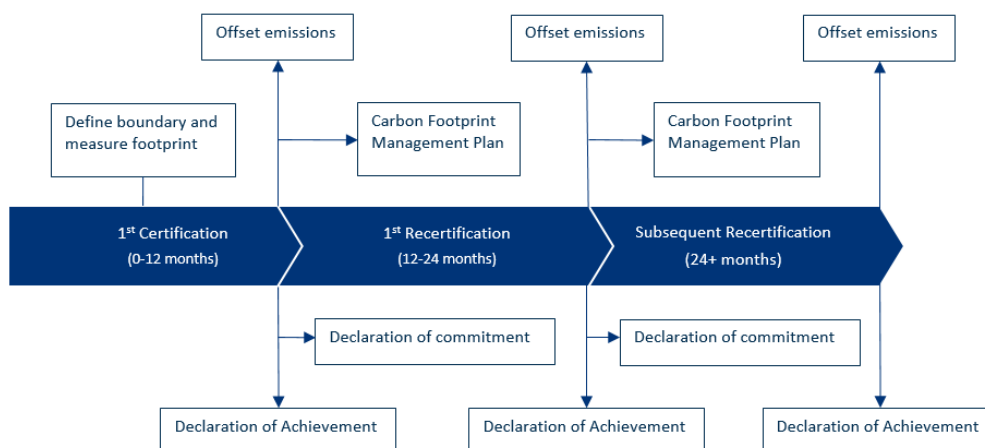 Offset emissions
Offset emissions
Offset emissions
Define boundary and
measure footprint
Carbon Footprint
Management Plan
Carbon Footprint
Management Plan
1st Certification
(0-12 months)
1st Recertification
(12-24 months)
Subsequent Recertification
(24+ months)
Declaration of commitment
Declaration of commitment
Declaration of Achievement
Declaration of Achievement
Declaration of Achievement